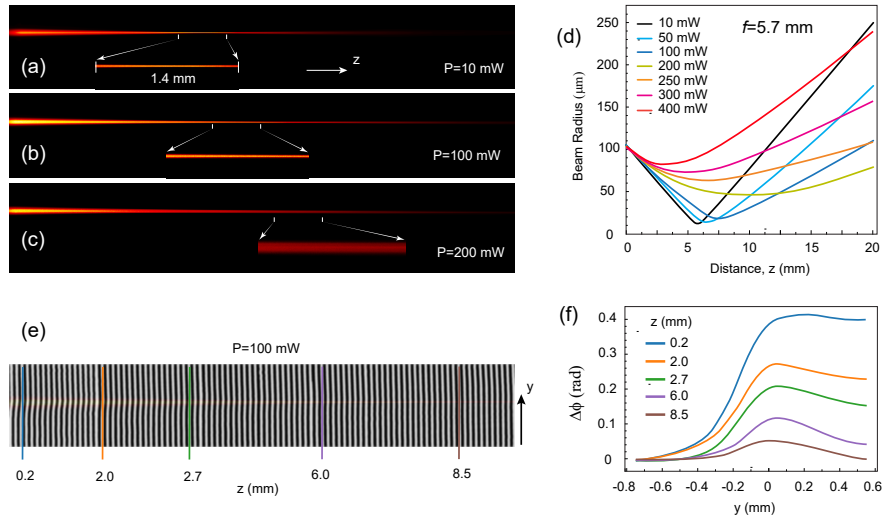 (a)
1.4 mm
z
P=10 mW
(b)
P=100 mW
(c)
P=200 mW
(d)
f=5.7 mm
10 mW
50 mW
100 mW
200 mW
250 mW
300 mW
400 mW
Beam Radius (μm)
250
200
150
100
50
0
0
5
10
15
20
Distance, z (mm)
(e)
P=100 mW
y
0.2
2.0
2.7
6.0
8.5
z (mm)
(f)
z (mm)
0.2
2.0
2.7
6.0
8.5
Δϕ (rad)
0.4
0.3
0.2
0.1
0
-0.8
-0.6
-0.4
-0.2
0
0.2
0.4
0.6
y (mm)